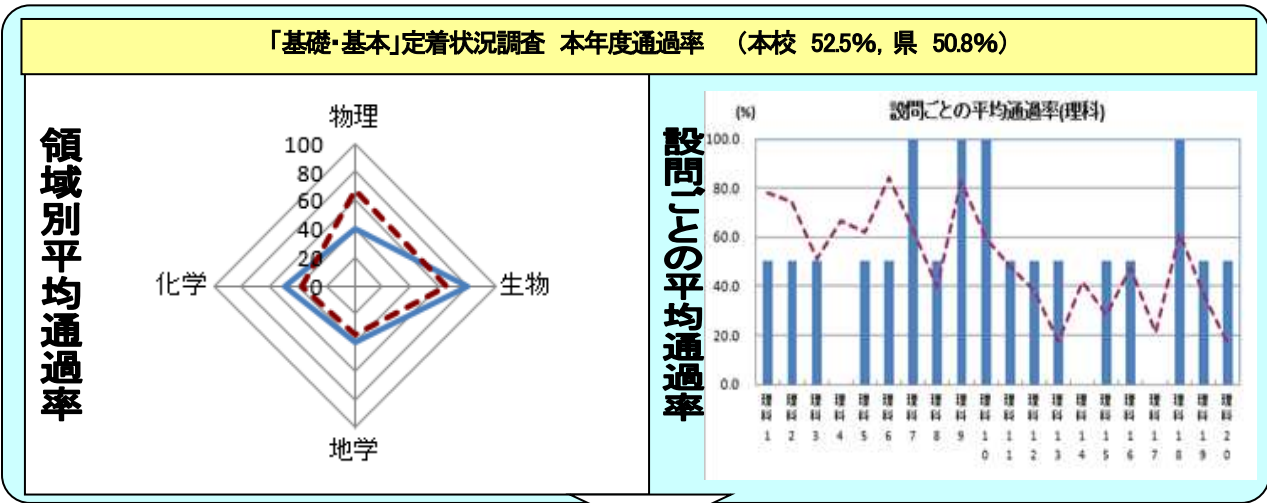 「基礎・基本」定着状況調査 本年度通過率 （本校 52.5%, 県 50.8%）
領域別平均通過率
物理
100
80
60
40
20
0
化学
生物
地学
設問ごとの平均通過率
(%)
設問ごとの平均通過率(理科)
100.0
80.0
60.0
40.0
20.0
0.0
理科1
理科2
理科3
理科4
理科5
理科6
理科7
理科8
理科9
理科10
理科11
理科12
理科13
理科14
理科15
理科16
理科17
理科18
理科19
理科20